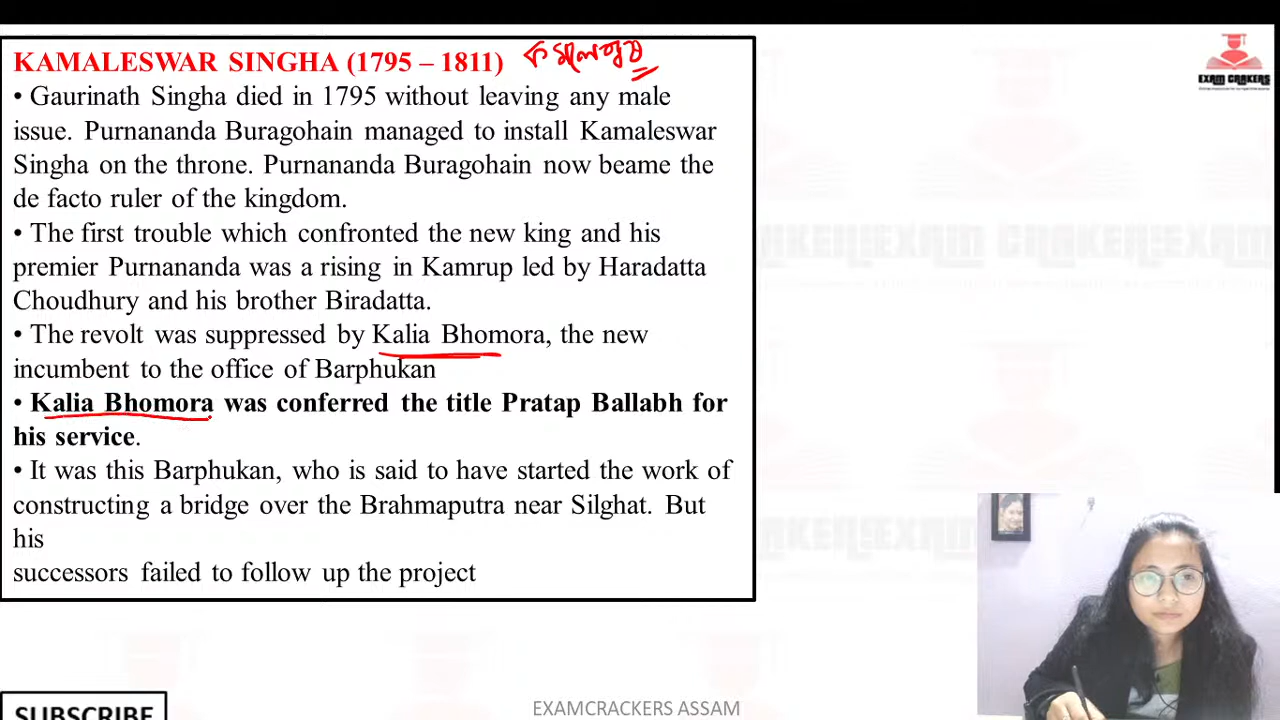 KAMALESWAR SINGHA (1795 – 1811)
• Gaurinath Singha died in 1795 without leaving any male
issue. Purnananda Buragohain managed to install Kamaleswar
Singha on the throne. Purnananda Buragohain now beame the
de facto ruler of the kingdom.
• The first trouble which confronted the new king and his
premier Purnananda was a rising in Kamrup led by Haradatta
Choudhury and his brother Biradatta.
• The revolt was suppressed by Kalia Bhomora, the new
incumbent to the office of Barphukan
• Kalia Bhomora was conferred the title Pratap Ballabh for
his service.
• It was this Barphukan, who is said to have started the work of
constructing a bridge over the Brahmaputra near Silghat. But
his
successors failed to follow up the project
EXAM CRAKERS
SUBSCRIBE
EXAMCRACKERS ASSAM